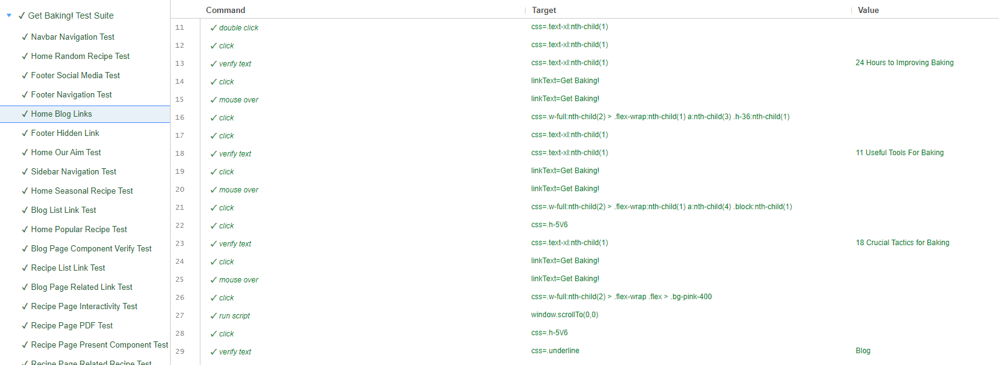 ✓ Get Baking! Test Suite
✓ Navbar Navigation Test
✓ Home Random Recipe Test
✓ Footer Social Media Test
✓ Footer Navigation Test
✓ Home Blog Links
✓ Footer Hidden Link
✓ Home Our Aim Test
✓ Sidebar Navigation Test
✓ Home Seasonal Recipe Test
✓ Blog List Link Test
✓ Home Popular Recipe Test
✓ Blog Page Component Verify Test
✓ Recipe List Link Test
✓ Blog Page Related Link Test
✓ Recipe Page Interactivity Test
✓ Recipe Page PDF Test
✓ Recipe Page Present Component Test
✓ Recipe Page Related Recipe Test
Command Target Value
11 ✓ double click css=.text-xl:nth-child(1)
12 ✓ click css=.text-xl:nth-child(1)
13 ✓ verify text css=.text-xl:nth-child(1) 24 Hours to Improving Baking
14 ✓ click linkText=Get Baking!
15 ✓ mouse over linkText=Get Baking!
16 ✓ click css=.w-full:nth-child(2) > .flex-wrap:nth-child(1) a:nth-child(3) .h-36:nth-child(1)
17 ✓ click css=.text-xl:nth-child(1)
18 ✓ verify text css=.text-xl:nth-child(1) 11 Useful Tools For Baking
19 ✓ click linkText=Get Baking!
20 ✓ mouse over linkText=Get Baking!
21 ✓ click css=.w-full:nth-child(2) > .flex-wrap:nth-child(1) a:nth-child(4) .block:nth-child(1)
22 ✓ click css=.h-5\/6
23 ✓ verify text css=.text-xl:nth-child(1) 18 Crucial Tactics for Baking
24 ✓ click linkText=Get Baking!
25 ✓ mouse over linkText=Get Baking!
26 ✓ click css=.w-full:nth-child(2) > .flex-wrap .flex > .bg-pink-400
27 ✓ run script window.scrollTo(0,0)
28 ✓ click css=.h-5\/6
29 ✓ verify text css=.underline Blog